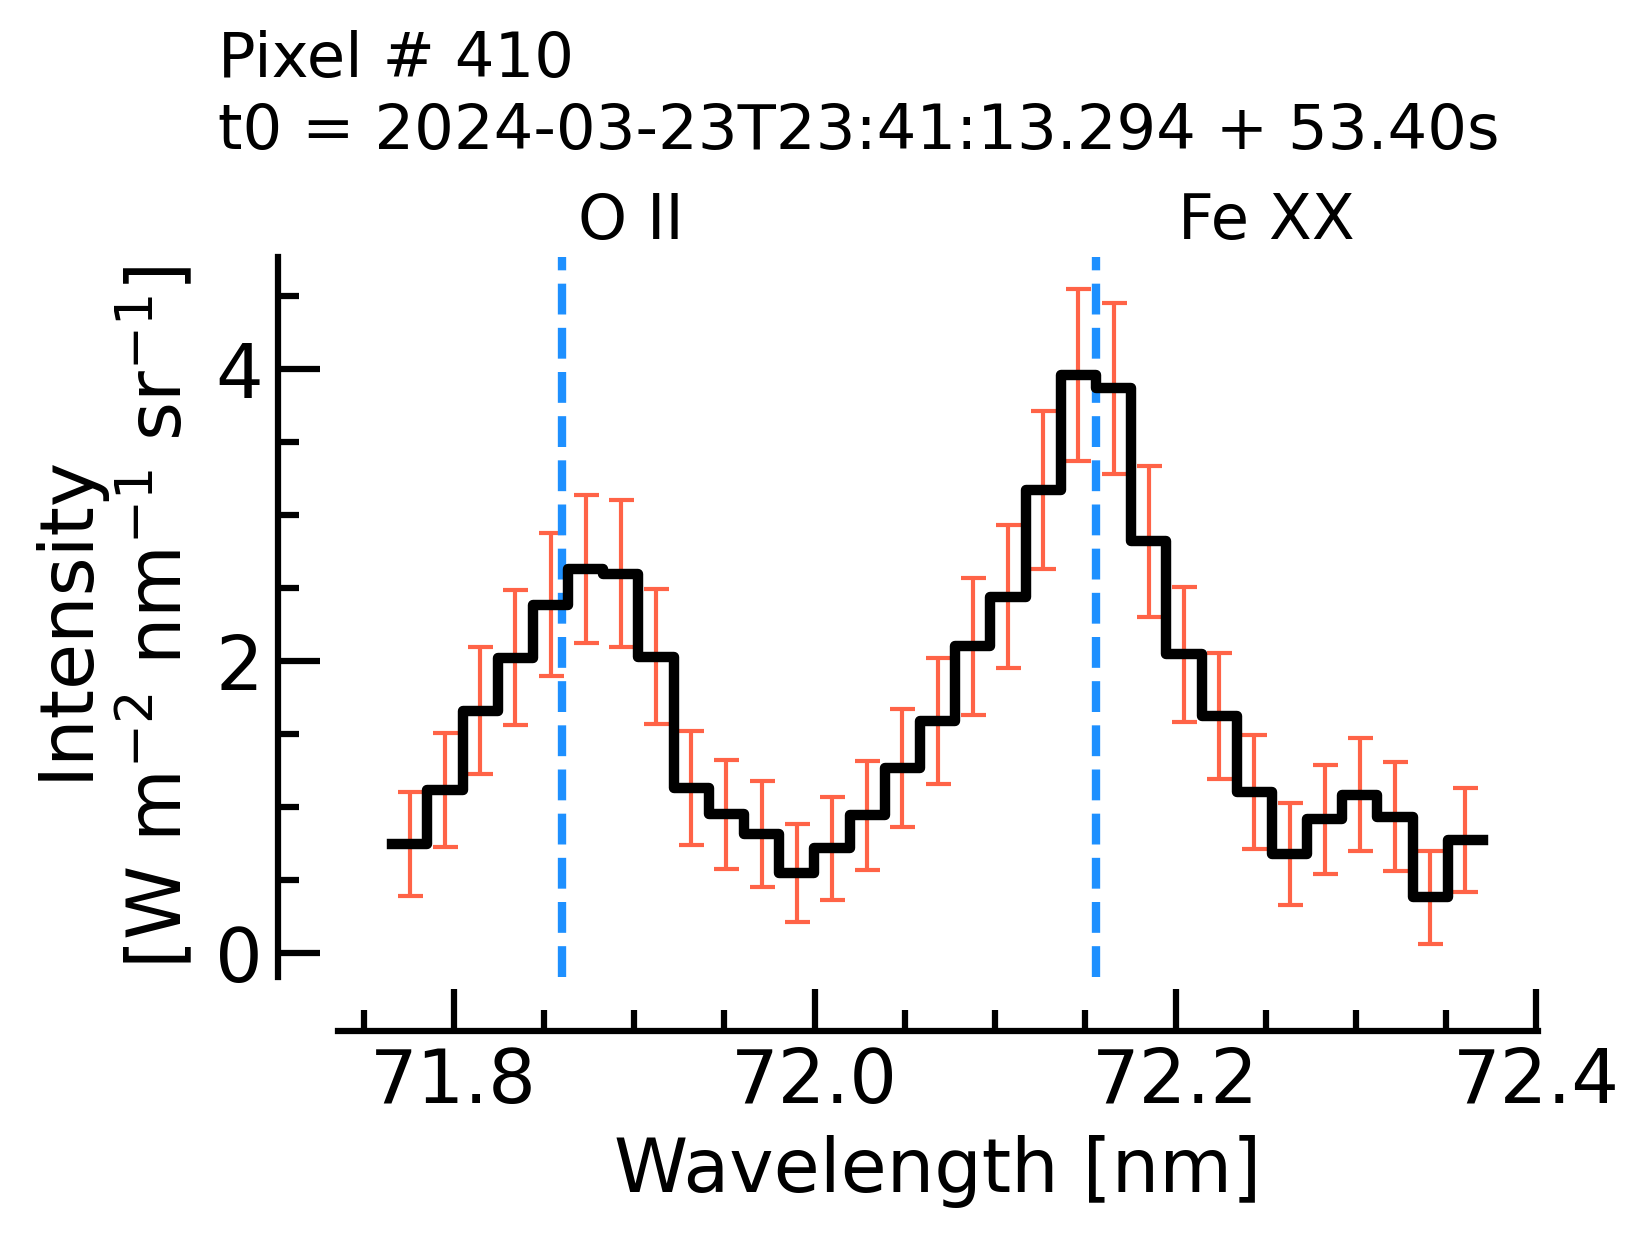 Pixel # 410
t0 = 2024-03-23T23:41:13.294 + 53.40s
O II
Fe XX
Intensity
[W m⁻² nm⁻¹ sr⁻¹]
4
2
0
71.8 72.0 72.2 72.4
Wavelength [nm]